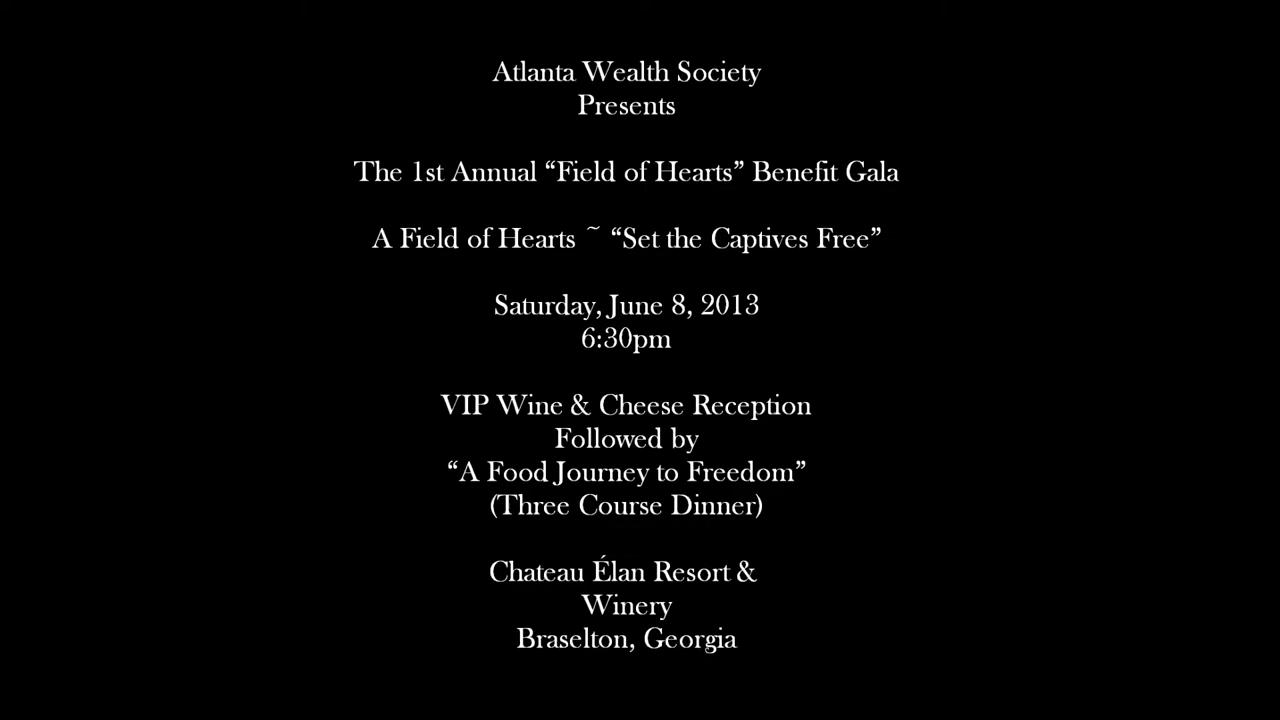 Atlanta Wealth Society
Presents
The 1st Annual “Field of Hearts” Benefit Gala
A Field of Hearts ~ “Set the Captives Free”
Saturday, June 8, 2013
6:30pm
VIP Wine & Cheese Reception
Followed by
“A Food Journey to Freedom”
(Three Course Dinner)
Chateau Élan Resort &
Winery
Braselton, Georgia